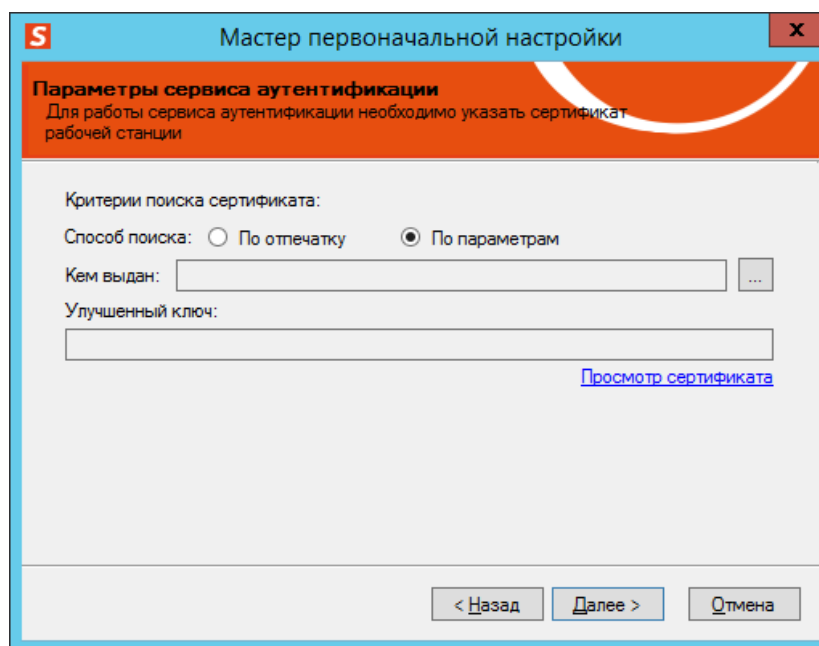 S
Мастер первоначальной настройки
x
Параметры сервиса аутентификации
Для работы сервиса аутентификации необходимо указать сертификат
рабочей станции
Критерии поиска сертификата:
Способ поиска: По отпечатку По параметрам
Кем выдан: ...
Улучшенный ключ:
Просмотр сертификата
< Назад Далее > Отмена